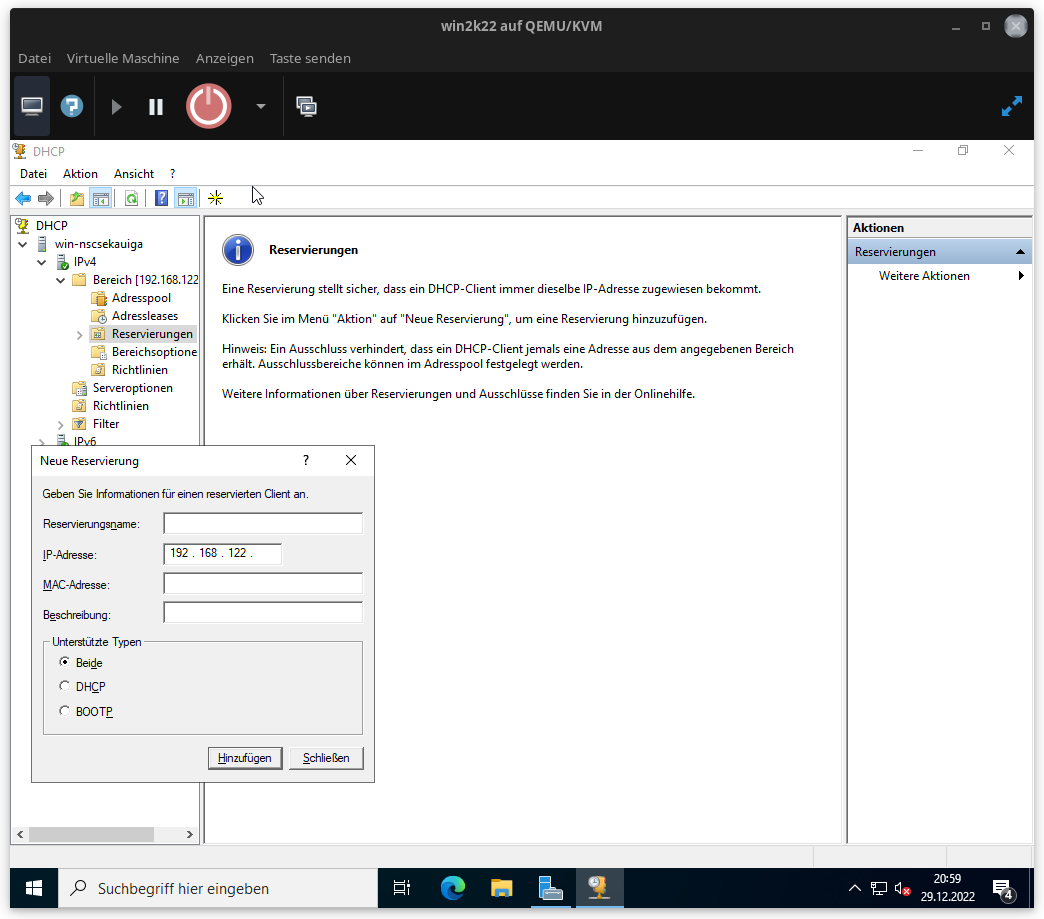 win2k22 auf QEMU/KVM
Datei Virtuelle Maschine Anzeigen Taste senden
DHCP
Datei Aktion Ansicht ?
DHCP
win-nscsekauiga
IPv4
Bereich [192.168.122
Adresspool
Adressleases
Reservierungen
Bereichsoptione
Richtlinien
Serveroptionen
Richtlinien
Filter
IPv6
Reservierungen
Eine Reservierung stellt sicher, dass ein DHCP-Client immer dieselbe IP-Adresse zugewiesen bekommt.
Klicken Sie im Menü "Aktion" auf "Neue Reservierung", um eine Reservierung hinzuzufügen.
Hinweis: Ein Ausschluss verhindert, dass ein DHCP-Client jemals eine Adresse aus dem angegebenen Bereich
erhält. Ausschlussbereiche können im Adresspool festgelegt werden.
Weitere Informationen über Reservierungen und Ausschlüsse finden Sie in der Onlinehilfe.
Aktionen
Reservierungen
Weitere Aktionen
Neue Reservierung ?
Geben Sie Informationen für einen reservierten Client an.
Reservierungsname:
IP-Adresse: 192 . 168 . 122 .
MAC-Adresse:
Beschreibung:
Unterstützte Typen
Beide
DHCP
BOOTP
Hinzufügen Schließen
Suchbegriff hier eingeben
20:59
29.12.2022
4